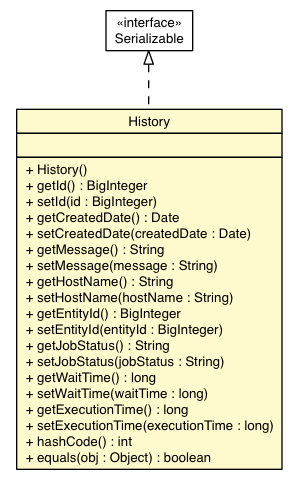 «interface»
Serializable
History
+ History()
+ getId() : BigInteger
+ setId(id : BigInteger)
+ getCreatedDate() : Date
+ setCreatedDate(createdDate : Date)
+ getMessage() : String
+ setMessage(message : String)
+ getHostName() : String
+ setHostName(hostName : String)
+ getEntityId() : BigInteger
+ setEntityId(entityId : BigInteger)
+ getJobStatus() : String
+ setJobStatus(jobStatus : String)
+ getWaitTime() : long
+ setWaitTime(waitTime : long)
+ getExecutionTime() : long
+ setExecutionTime(executionTime : long)
+ hashCode() : int
+ equals(obj : Object) : boolean